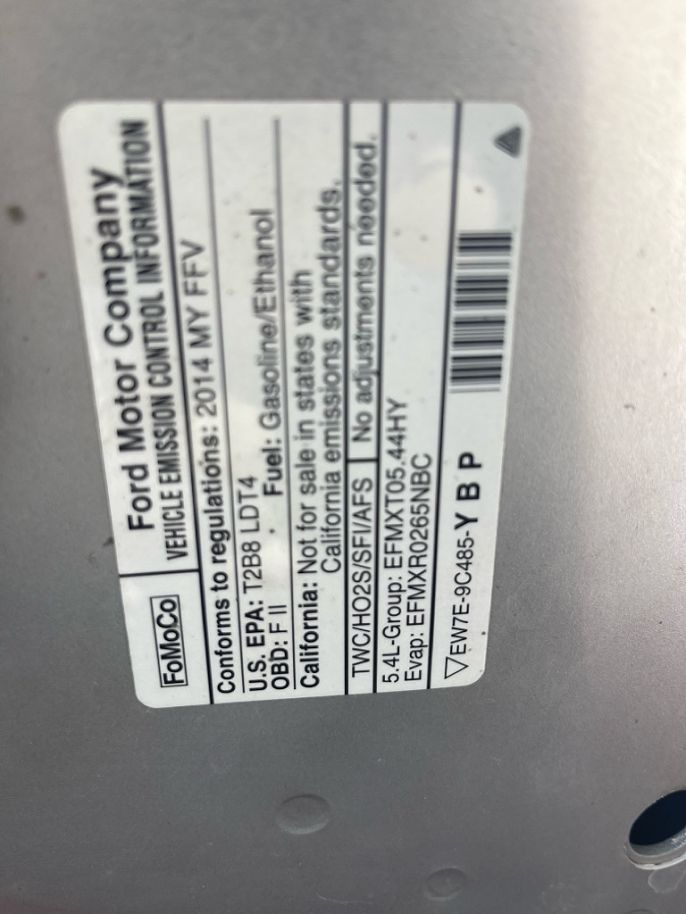 FoMoCo
Ford Motor Company
VEHICLE EMISSION CONTROL INFORMATION
Conforms to regulations: 2014 MY FFV
U.S. EPA: T2B8 LDT4
OBD: F II Fuel: Gasoline/Ethanol
California: Not for sale in states with
California emissions standards.
TWC/HO2S/SFI/AFS No adjustments needed.
5.4L-Group: EFMXT05.44HY
Evap: EFMXR0265NBC
EW7E-9C485-Y B P